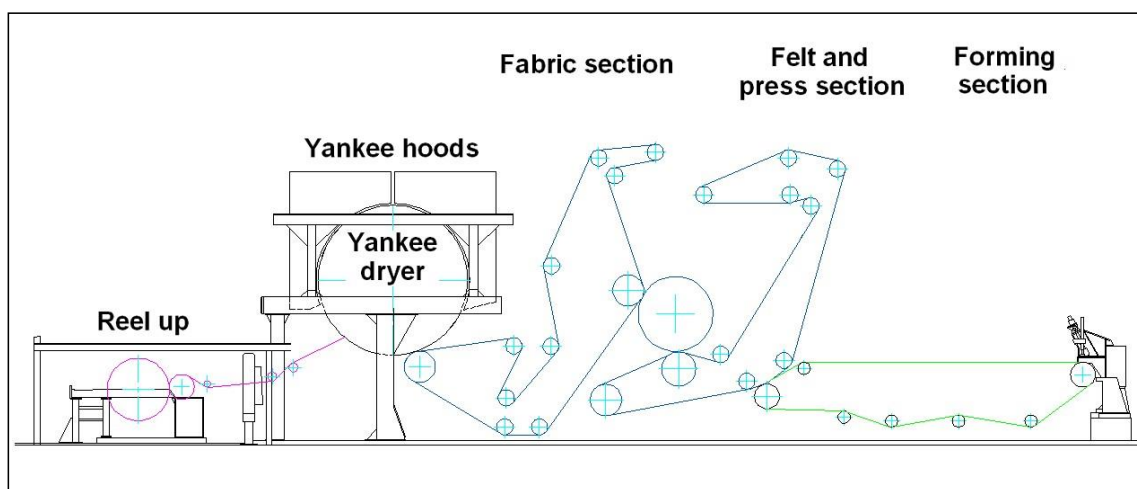 Fabric section
Felt and
press section
Forming
section
Yankee hoods
Yankee
dryer
Reel up